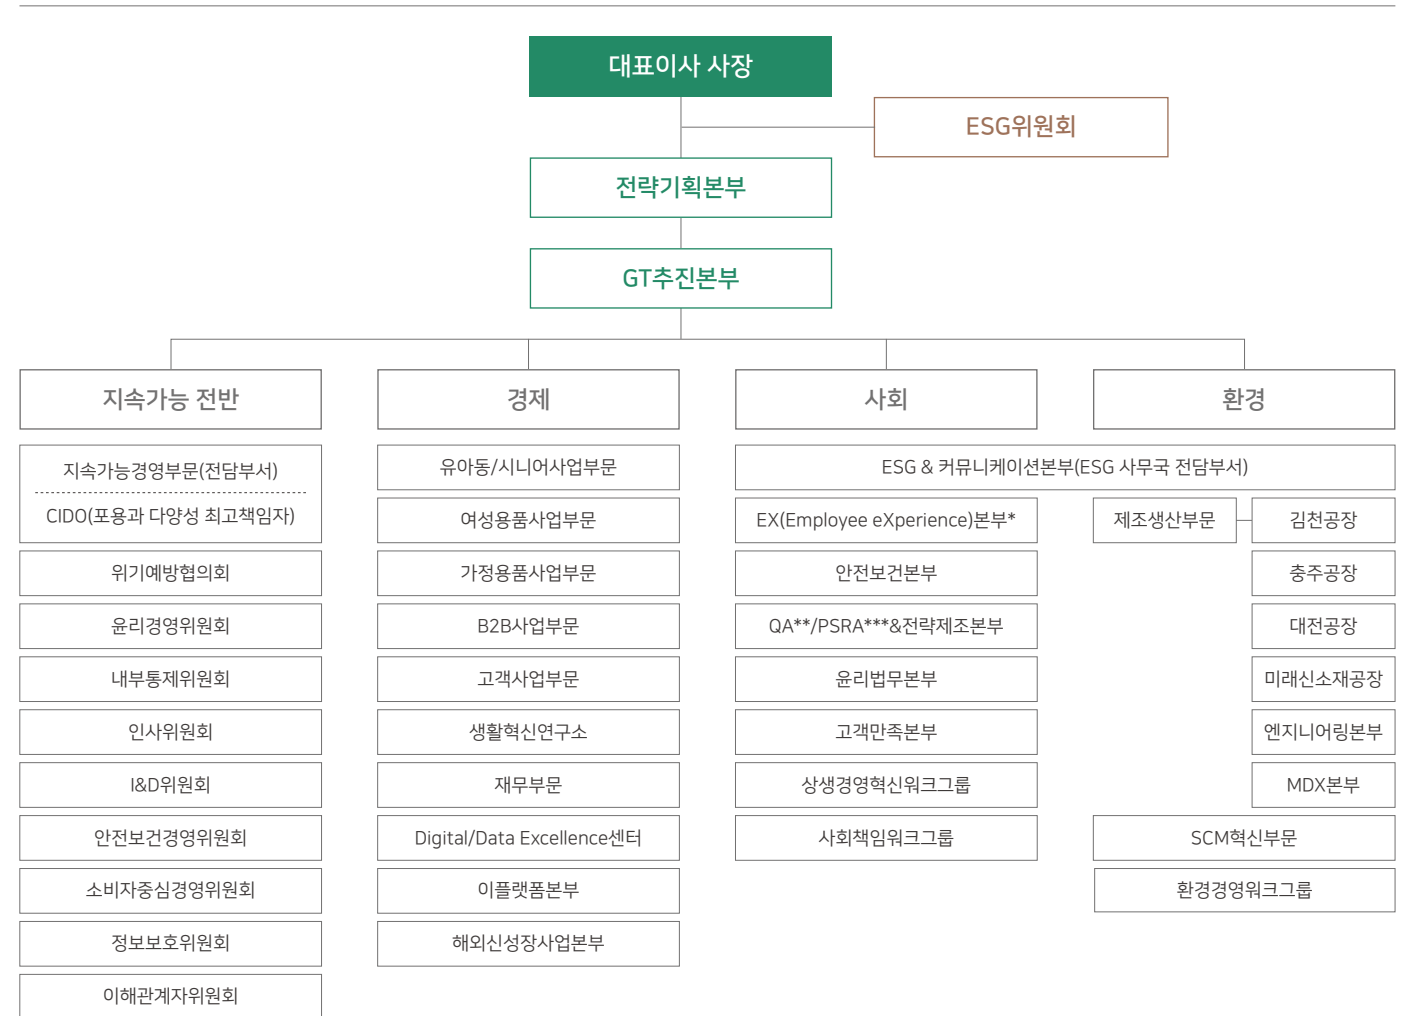 대표이사 사장
ESG위원회
전략기획본부
GT추진본부
지속가능 전반
지속가능경영부문(전담부서)
CIDO(포용과 다양성 최고책임자)
위기예방협의회
윤리경영위원회
내부통제위원회
인사위원회
I&D위원회
안전보건경영위원회
소비자중심경영위원회
정보보호위원회
이해관계자위원회
경제
유아동/시니어사업부문
여성용품사업부문
가정용품사업부문
B2B사업부문
고객사업부문
생활혁신연구소
재무부문
Digital/Data Excellence센터
이플랫폼본부
해외신성장사업본부
사회
환경
ESG & 커뮤니케이션본부(ESG 사무국 전담부서)
EX(Employee eXperience)본부*
안전보건본부
QA**/PSRA***&전략제조본부
윤리법무본부
고객만족본부
상생경영혁신워크그룹
사회책임워크그룹
제조생산부문
김천공장
충주공장
대전공장
미래신소재공장
엔지니어링본부
MDX본부
SCM혁신부문
환경경영워크그룹